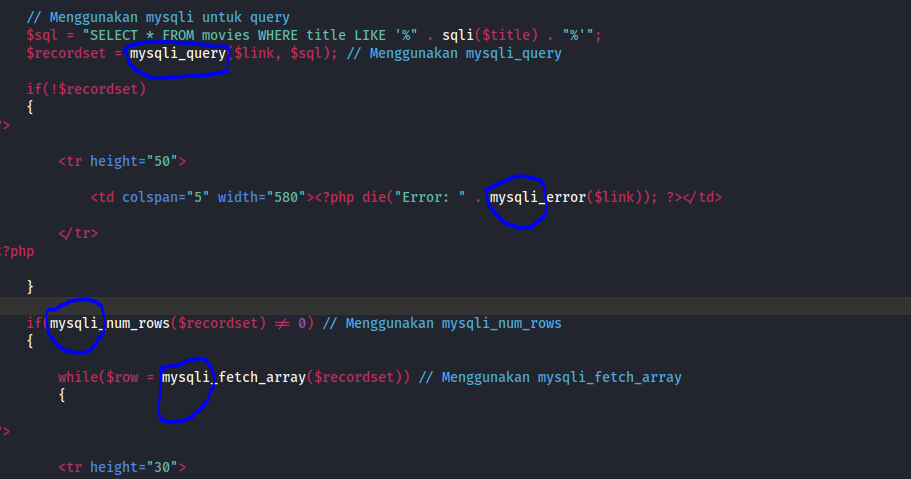 // Menggunakan mysqli untuk query
$sql = "SELECT * FROM movies WHERE title LIKE '%" . sqli($title) . "%'";
$recordset = mysqli_query($link, $sql); // Menggunakan mysqli_query
if(!$recordset)
{
?>
<tr height="50">
<td colspan="5" width="580"><?php die("Error: " . mysqli_error($link)); ?></td>
</tr>
<?php
}
if(mysqli_num_rows($recordset) != 0) // Menggunakan mysqli_num_rows
{
while($row = mysqli_fetch_array($recordset)) // Menggunakan mysqli_fetch_array
{
?>
<tr height="30">